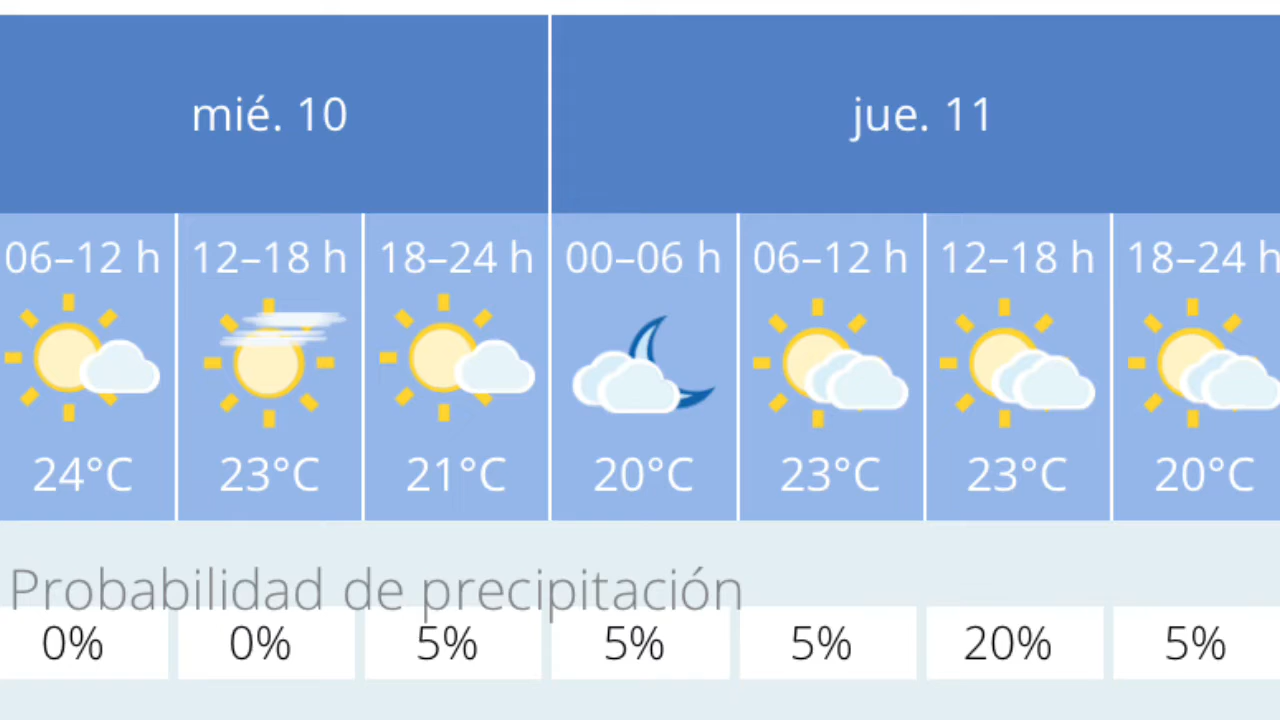 mié. 10 jue. 11
06–12 h 12–18 h 18–24 h 00–06 h 06–12 h 12–18 h 18–24 h
24°C 23°C 21°C 20°C 23°C 23°C 20°C
Probabilidad de precipitación
0% 0% 5% 5% 5% 20% 5%